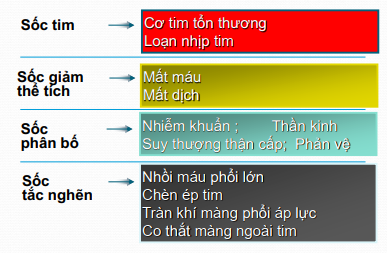 Sốc tim
Cơ tim tổn thương
Loạn nhịp tim
Sốc giảm
thể tích
Mất máu
Mất dịch
Sốc
phân bố
Nhiễm khuẩn ; Thần kinh
Suy thượng thận cấp; Phản vệ
Sốc
tắc nghẽn
Nhồi máu phổi lớn
Chèn ép tim
Tràn khí màng phổi áp lực
Co thắt màng ngoài tim